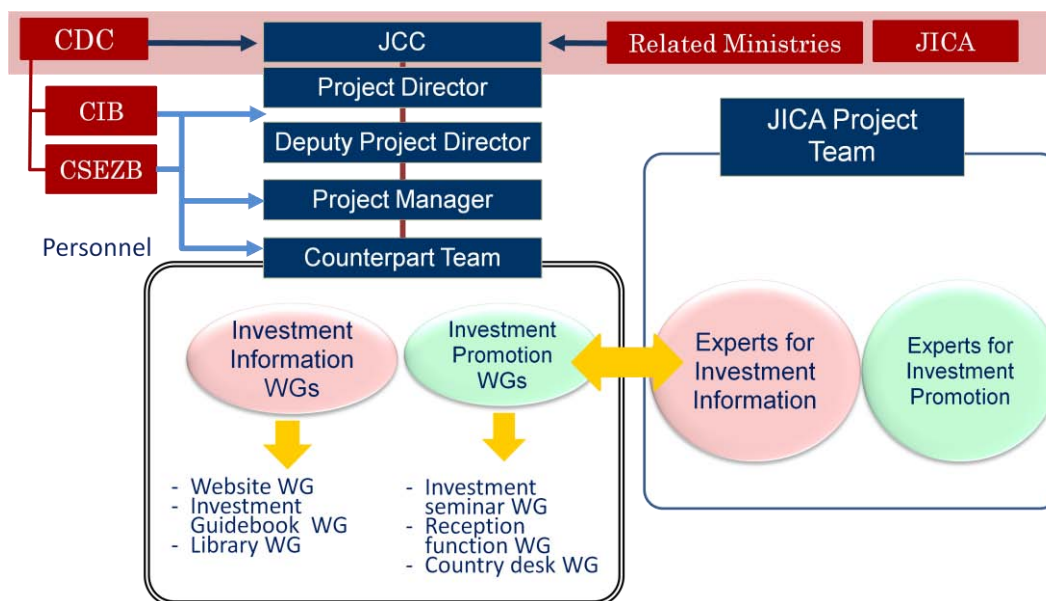 CDC
JCC
Related Ministries
JICA
CIB
Project Director
Deputy Project Director
CSEZB
Project Manager
Personnel
Counterpart Team
JICA Project
Team
Investment
Information
WGs
Investment
Promotion
WGs
Experts for
Investment
Information
Experts for
Investment
Promotion
- Website WG
- Investment
Guidebook WG
- Library WG
- Investment
seminar WG
- Reception
function WG
- Country desk WG